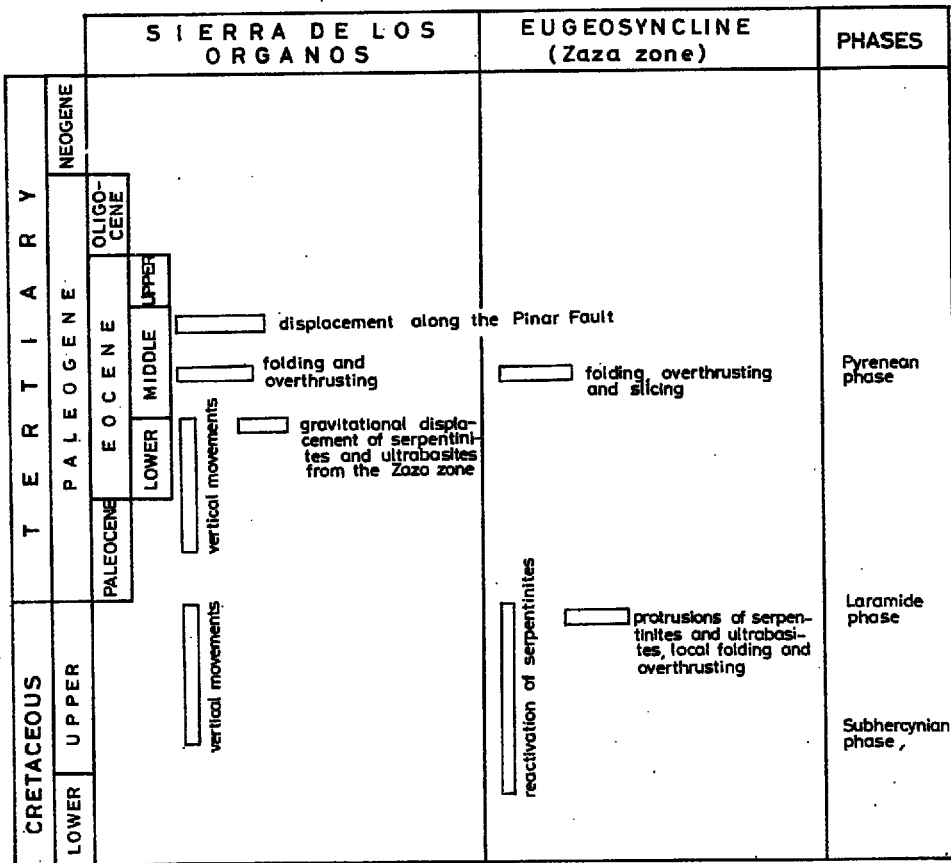 SIERRA DE LOS
ORGANOS
EUGEOSYNCLINE
(Zaza zone)
PHASES
TERTIARY
CRETACEOUS
NEOGENE
PALEOGENE
UPPER
LOWER
OLIGO-
CENE
EOCENE
PALEOCENE
UPPER
MIDDLE
LOWER
displacement along the Pinar Fault
folding and
overthrusting
gravitational displa-
cement of serpentini-
tes and ultrabasites
from the Zaza zone
vertical movements
vertical movements
folding, overthrusting
and slicing
reactivation of serpentinites
protrusions of serpen-
tinites and ultrabasi-
tes, local folding and
overthrusting
Pyrenean
phase
Laramide
phase
Subhercynian
phase,